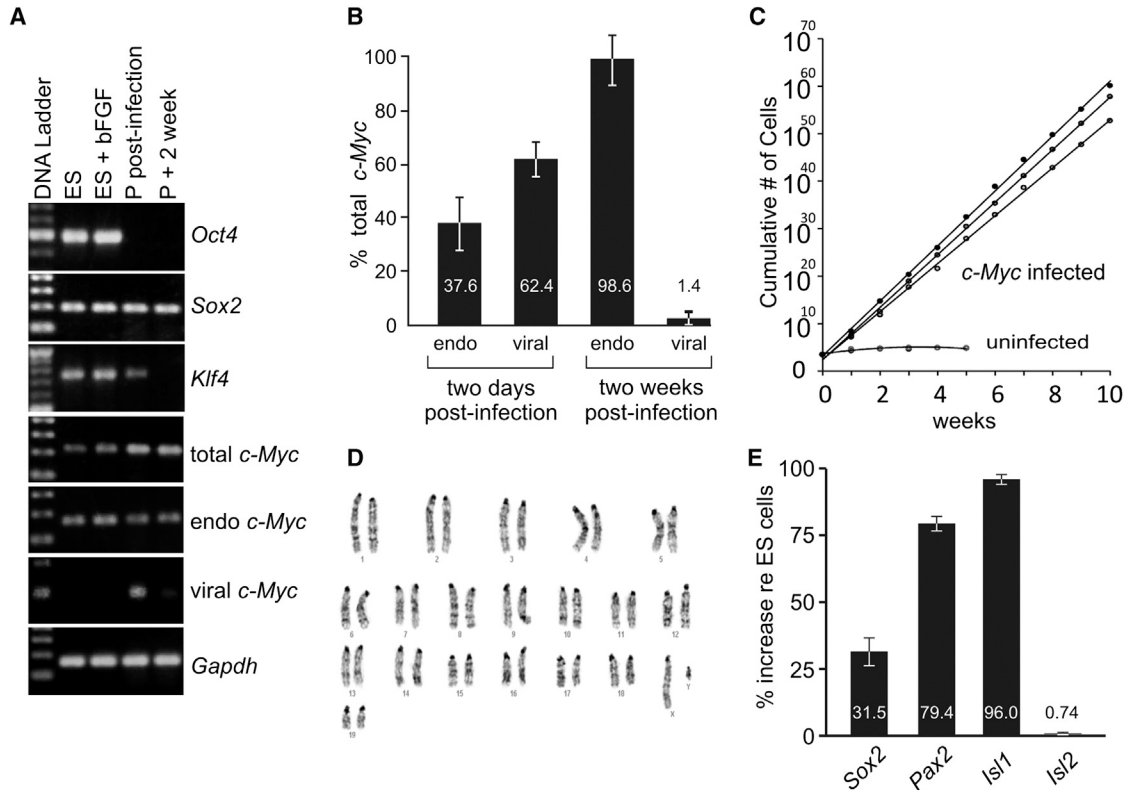 A
DNA Ladder
ES
ES + bFGF
P post-infection
P + 2 week
Oct4
Sox2
Klf4
total c-Myc
endo c-Myc
viral c-Myc
Gapdh
B
% total c-Myc
100
80
60
40
20
0
37.6
62.4
98.6
1.4
endo
viral
endo
viral
two days
post-infection
two weeks
post-infection
C
Cumulative # of Cells
10^70
10^60
10^50
10^40
10^30
10^20
10^10
0
c-Myc infected
uninfected
0 2 4 6 8 10
weeks
D
1 2 3 4 5
6 7 8 9 10 11 12
13 14 15 16 17 18 X Y
19
E
% increase re ES cells
100
75
50
25
0
31.5
79.4
96.0
0.74
Sox2
Pax2
Isl1
Isl2